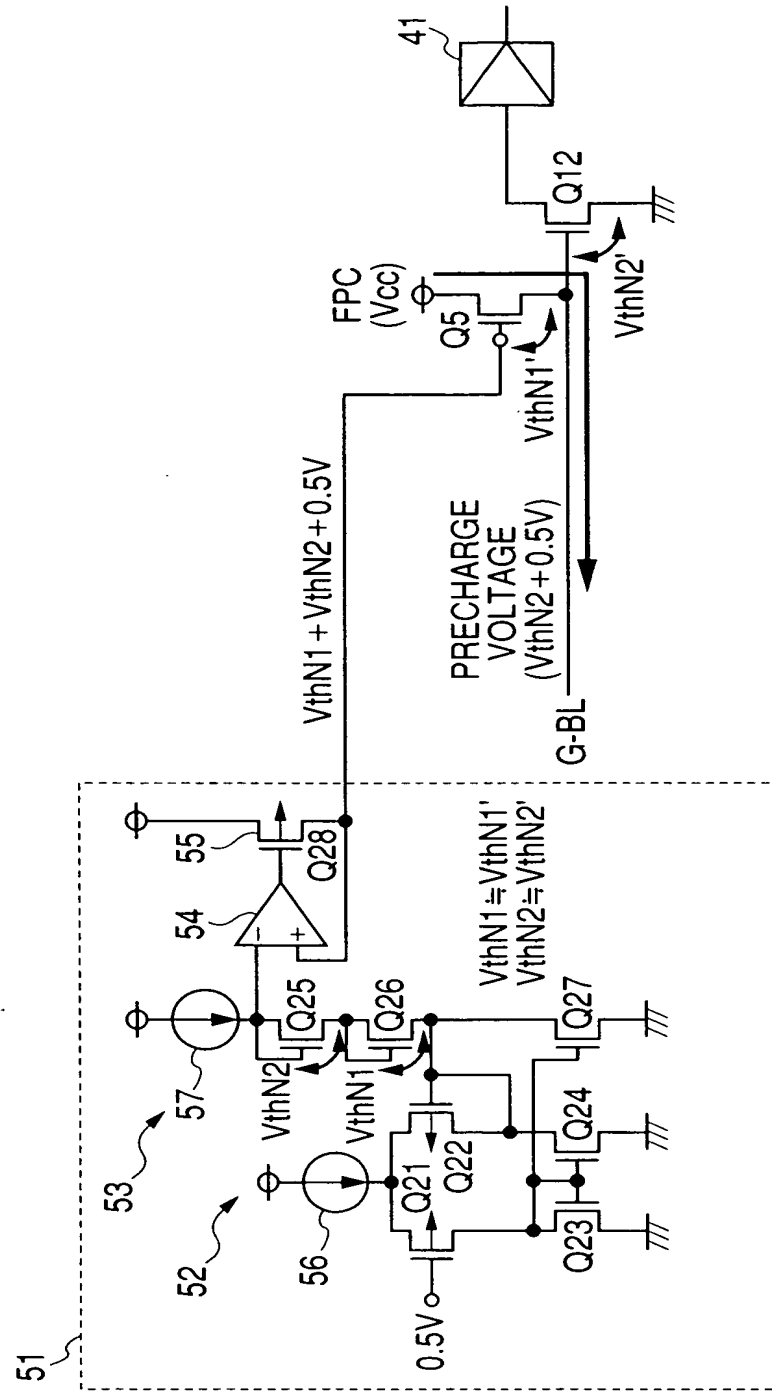 51
52
53
56
57
54
55
0.5V
Q21
Q22
Q23
Q24
Q25
Q26
Q27
Q28
VthN2
VthN1
-
+
VthN1≒VthN1'
VthN2≒VthN2'
VthN1+VthN2+0.5V
G-BL
PRECHARGE
VOLTAGE
(VthN2+0.5V)
FPC
(Vcc)
Q5
VthN1'
VthN2'
Q12
41